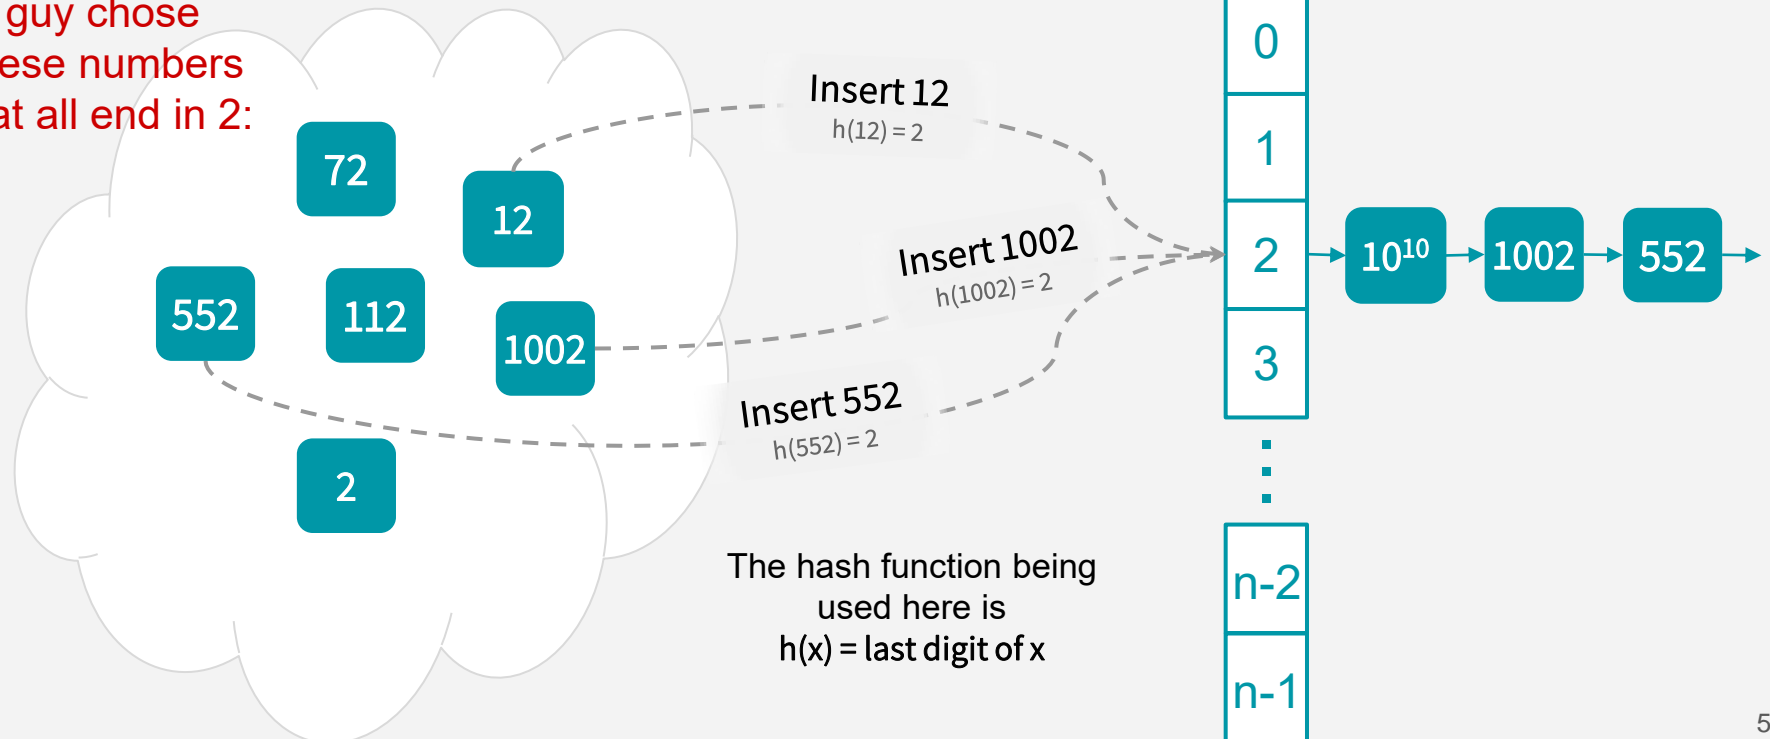 guy chose
ese numbers
at all end in 2:
72
12
552
112
1002
2
Insert 12
h(12) = 2
Insert 1002
h(1002) = 2
Insert 552
h(552) = 2
The hash function being
used here is
h(x) = last digit of x
0
1
2
3
n-2
n-1
10¹⁰
1002
552
5